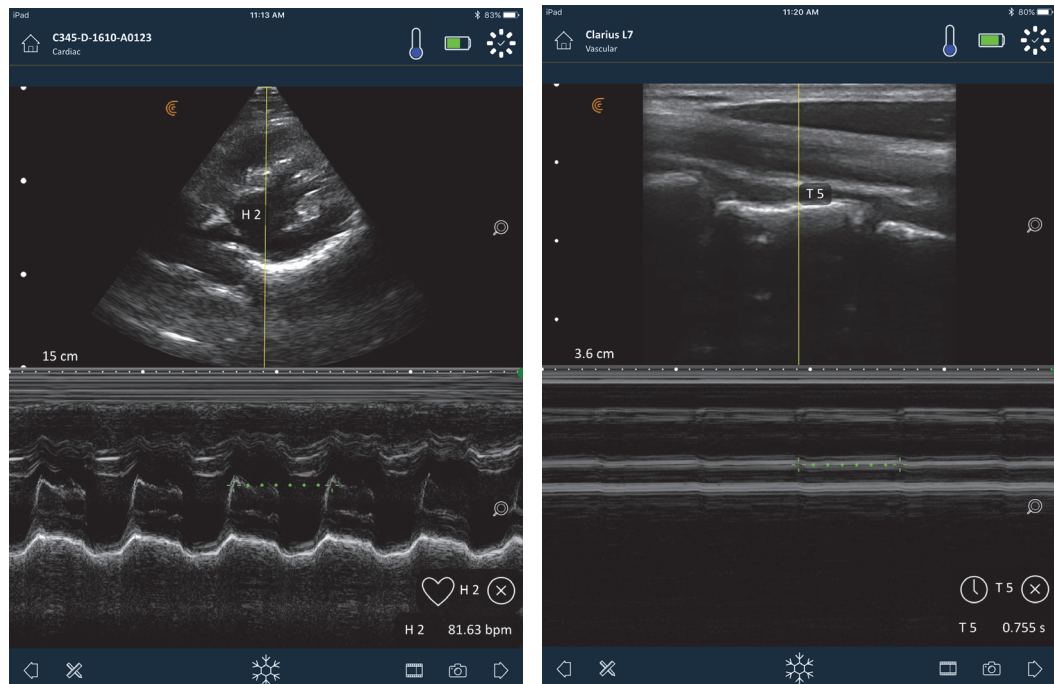 iPad 11:13 AM 83%
C345-D-1610-A0123
Cardiac
H 2
15 cm
H 2
H 2 81.63 bpm
iPad 11:20 AM 80%
Clarius L7
Vascular
T 5
3.6 cm
T 5
T 5 0.755 s